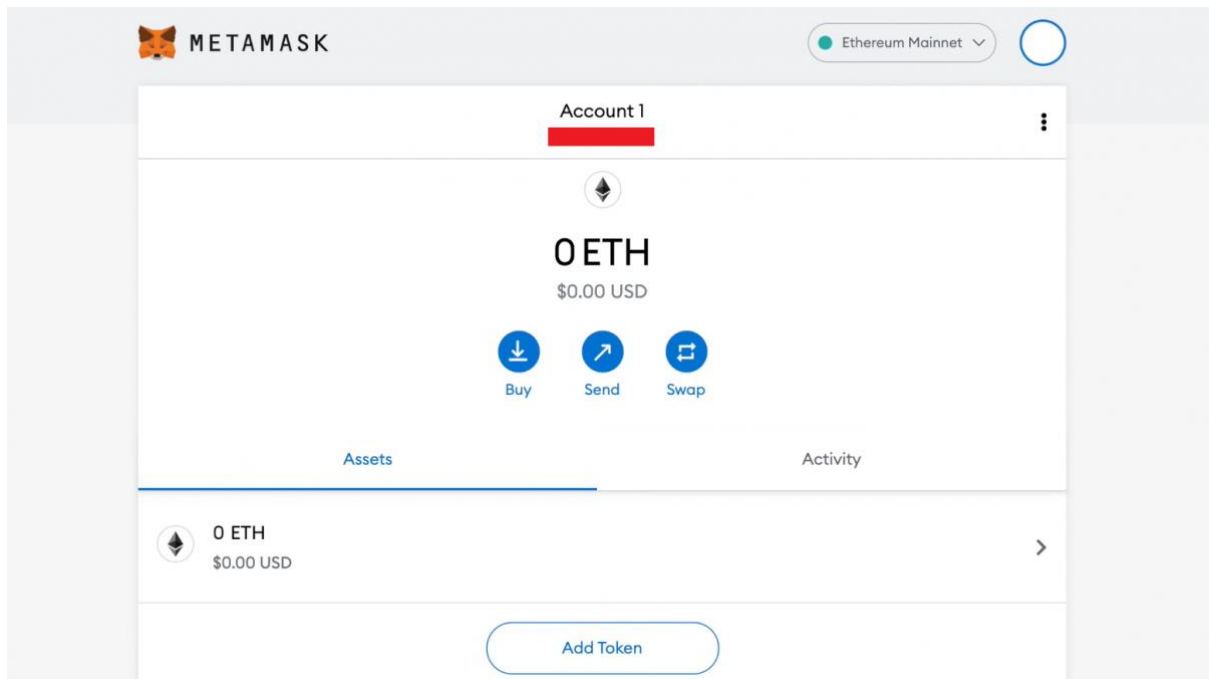 METAMASK
Ethereum Mainnet
Account 1
0 ETH
$0.00 USD
Buy
Send
Swap
Assets
Activity
0 ETH
$0.00 USD
Add Token